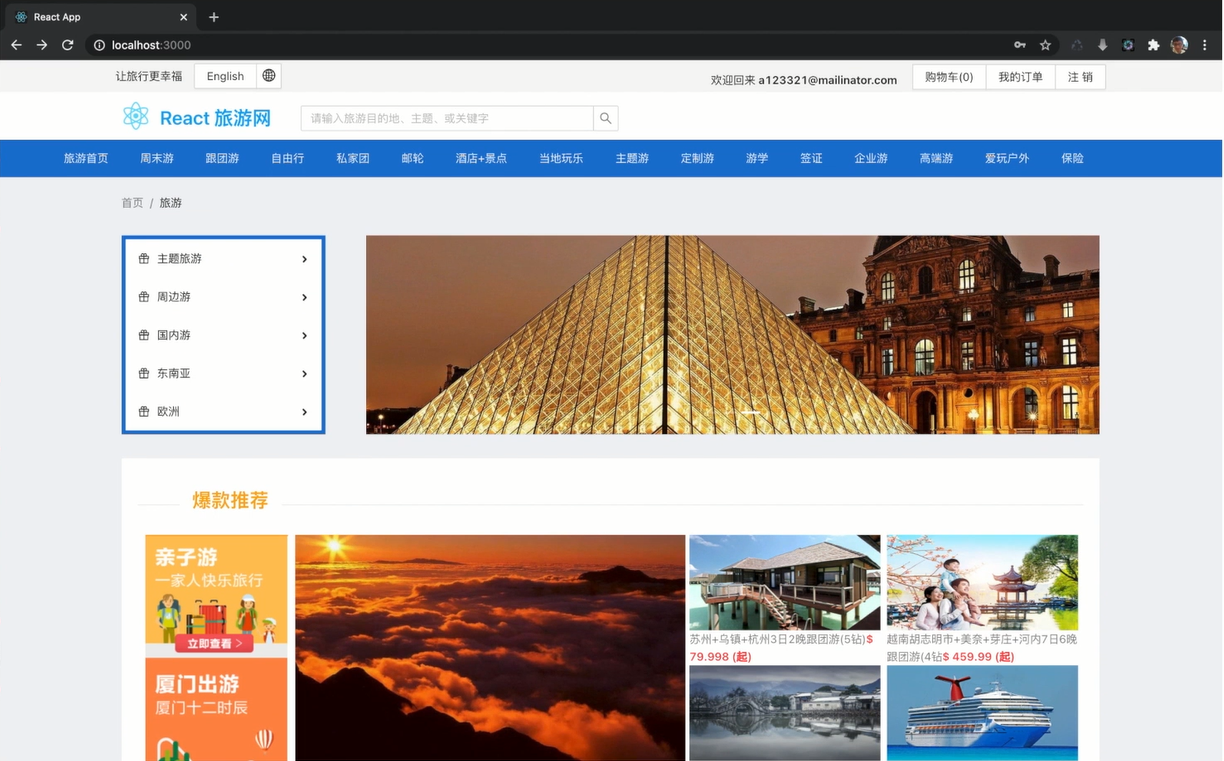 React App
localhost:3000
让旅行更幸福 English
欢迎回来 a123321@mailinator.com 购物车(0) 我的订单 注 销
React 旅游网
请输入旅游目的地、主题、或关键字
旅游首页 周末游 跟团游 自由行 私家团 邮轮 酒店+景点 当地玩乐 主题游 定制游 游学 签证 企业游 高端游 爱玩户外 保险
首页 / 旅游
主题旅游
周边游
国内游
东南亚
欧洲
爆款推荐
亲子游
一家人快乐旅行
立即查看 >
厦门出游
厦门十二时辰
苏州+乌镇+杭州3日2晚跟团游(5钻)$
79.998 (起)
越南胡志明市+美奈+芽庄+河内7日6晚
跟团游(4钻$ 459.99 (起)